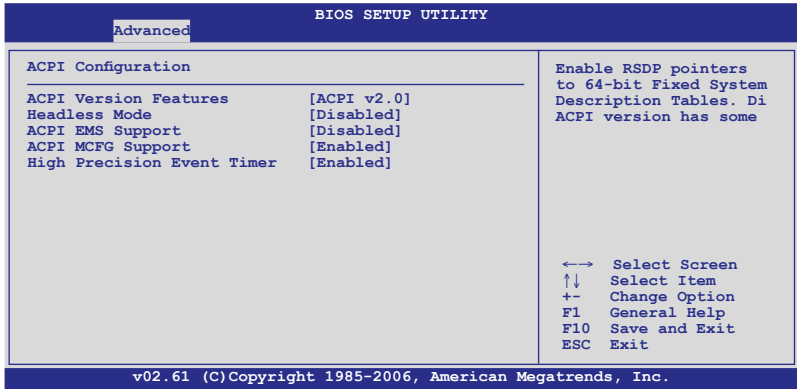 BIOS SETUP UTILITY
Advanced
ACPI Configuration
ACPI Version Features [ACPI v2.0]
Headless Mode [Disabled]
ACPI EMS Support [Disabled]
ACPI MCFG Support [Enabled]
High Precision Event Timer [Enabled]
Enable RSDP pointers
to 64-bit Fixed System
Description Tables. Di
ACPI version has some
←→ Select Screen
↑↓ Select Item
+- Change Option
F1 General Help
F10 Save and Exit
ESC Exit
v02.61 (C)Copyright 1985-2006, American Megatrends, Inc.